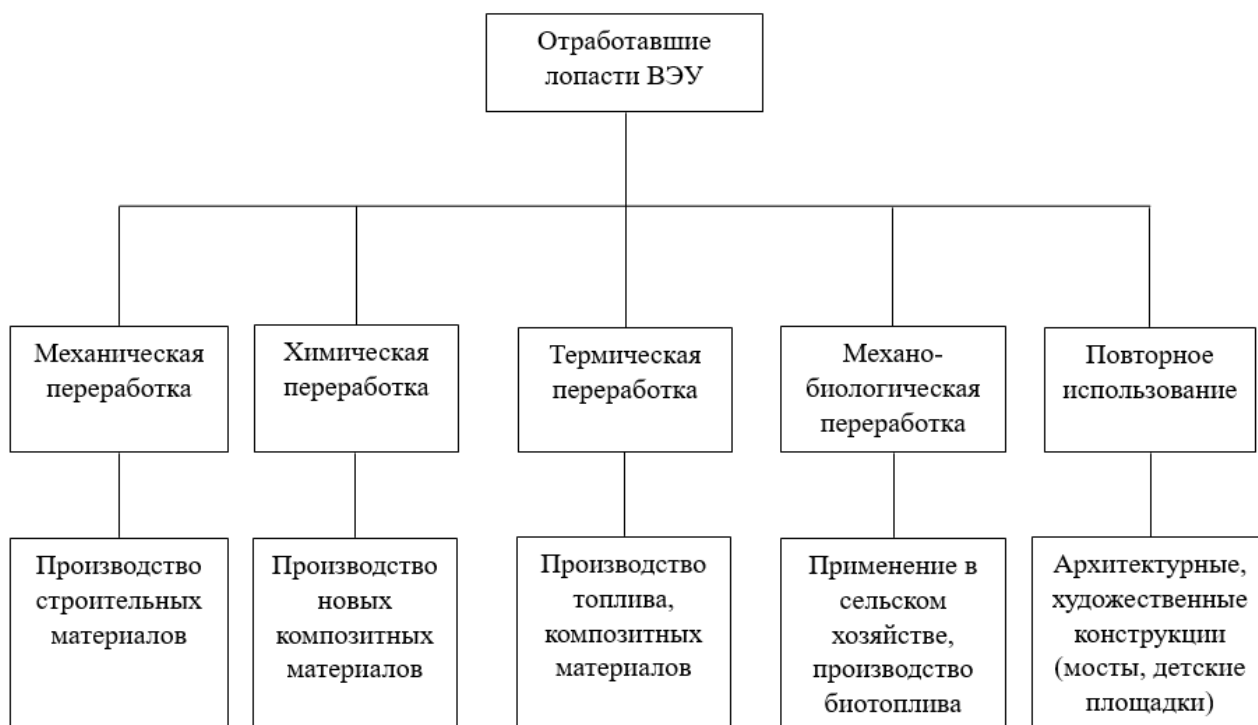 Отработавшие
лопасти ВЭУ
Механическая
переработка
Химическая
переработка
Термическая
переработка
Механо-
биологическая
переработка
Повторное
использование
Производство
строительных
материалов
Производство
новых
композитных
материалов
Производство
топлива,
композитных
материалов
Применение в
сельском
хозяйстве,
производство
биотоплива
Архитектурные,
художественные
конструкции
(мосты, детские
площадки)